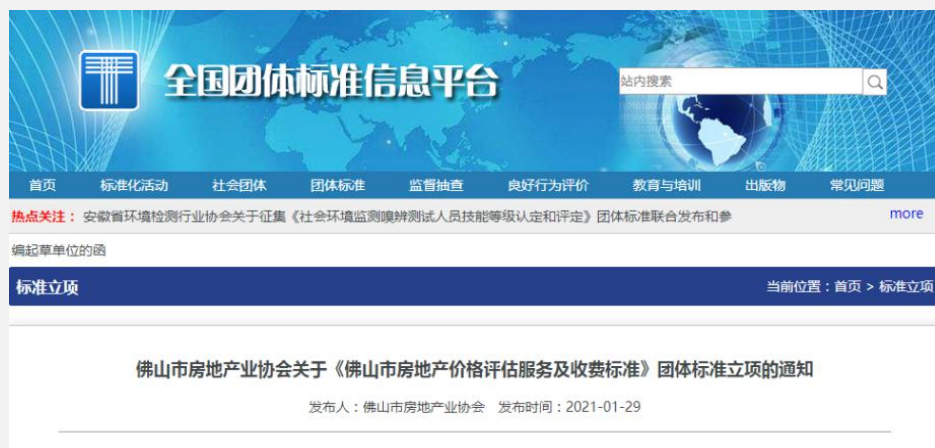 全国团体标准信息平台
站内搜索
首页 标准化活动 社会团体 团体标准 监督抽查 良好行为评价 教育与培训 出版物 常见问题
热点关注： 安徽省环境检测行业协会关于征集《社会环境监测嗅辨测试人员技能等级认定和评定》团体标准联合发布和参 more
编起草单位的函
标准立项 当前位置：首页 > 标准立项
佛山市房地产业协会关于《佛山市房地产价格评估服务及收费标准》团体标准立项的通知
发布人：佛山市房地产业协会 发布时间：2021-01-29